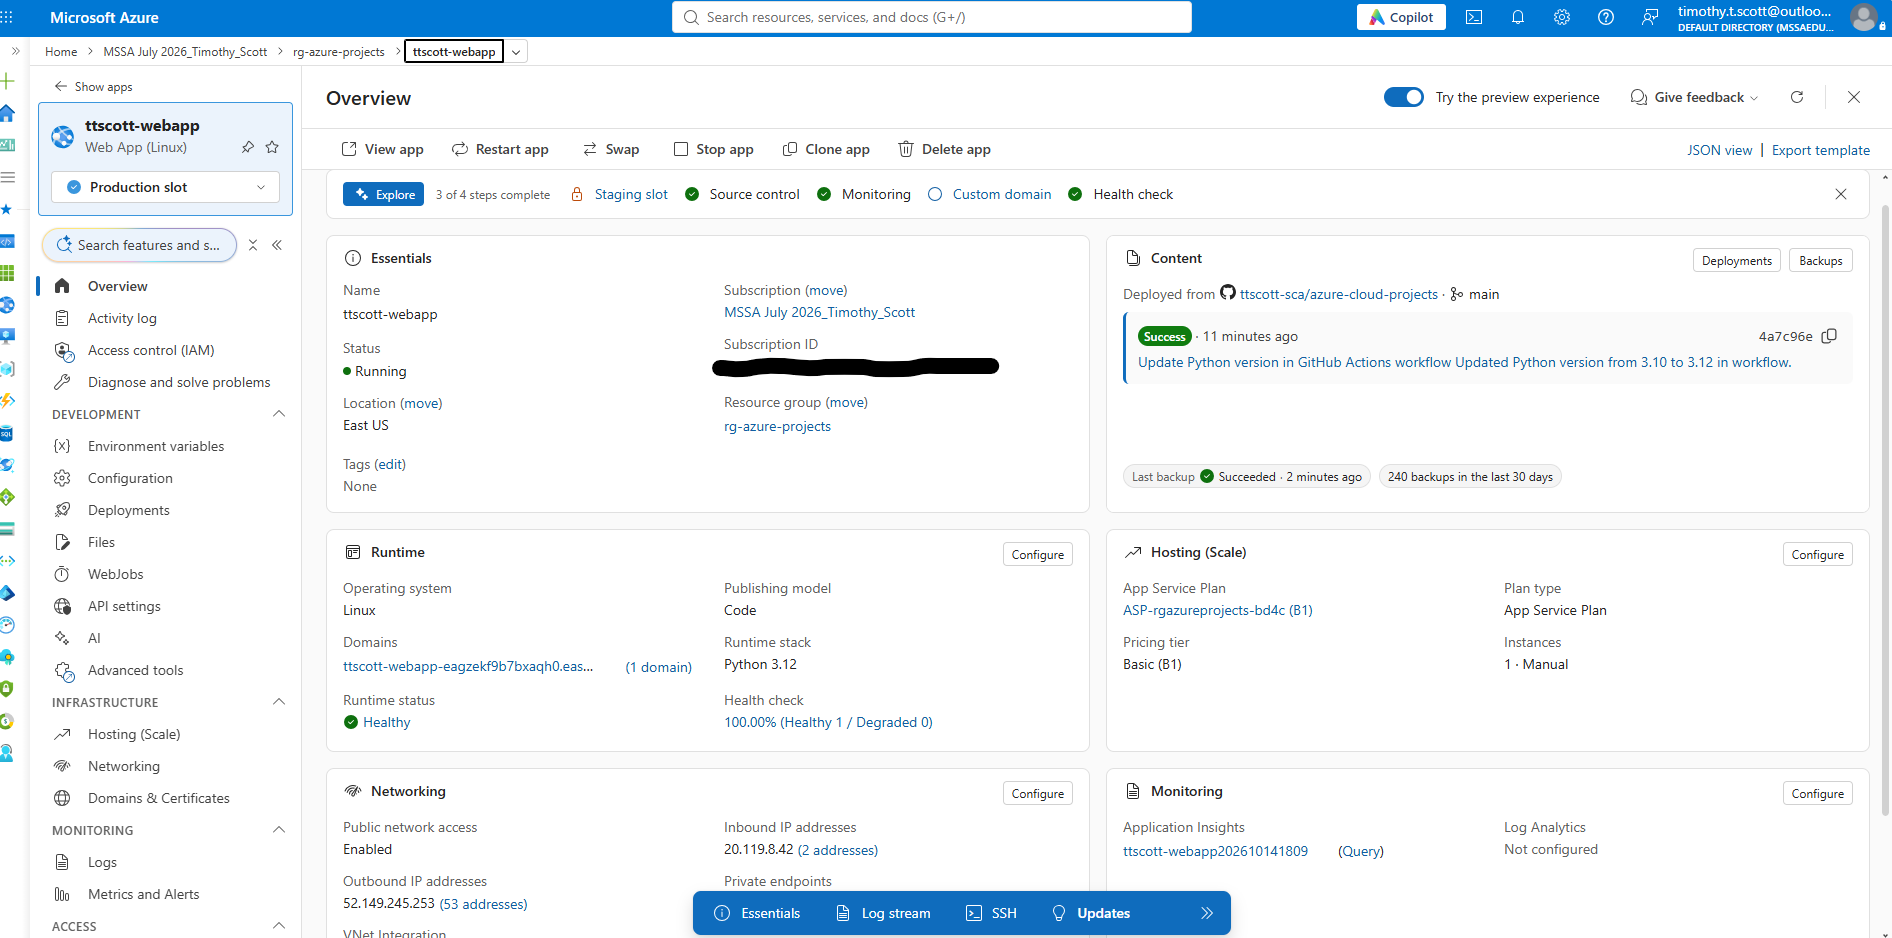 Microsoft Azure
Search resources, services, and docs (G+/)
Copilot
timothy.t.scott@outloo...
DEFAULT DIRECTORY (MSSAEDU...
Home > MSSA July 2026_Timothy_Scott > rg-azure-projects > ttscott-webapp
Show apps
ttscott-webapp
Web App (Linux)
Production slot
Search features and s...
Overview
Activity log
Access control (IAM)
Diagnose and solve problems
DEVELOPMENT
Environment variables
Configuration
Deployments
Files
WebJobs
API settings
AI
Advanced tools
INFRASTRUCTURE
Hosting (Scale)
Networking
Domains & Certificates
MONITORING
Logs
Metrics and Alerts
ACCESS
Overview
Try the preview experience
Give feedback
View app
Restart app
Swap
Stop app
Clone app
Delete app
JSON view | Export template
Explore
3 of 4 steps complete
Staging slot
Source control
Monitoring
Custom domain
Health check
Essentials
Name
ttscott-webapp
Status
Running
Location (move)
East US
Tags (edit)
None
Subscription (move)
MSSA July 2026_Timothy_Scott
Subscription ID
Resource group (move)
rg-azure-projects
Content
Deployments
Backups
Deployed from ttscott-sca/azure-cloud-projects · main
Success · 11 minutes ago
4a7c96e
Update Python version in GitHub Actions workflow Updated Python version from 3.10 to 3.12 in workflow.
Last backup Succeeded · 2 minutes ago
240 backups in the last 30 days
Runtime
Configure
Operating system
Linux
Domains
ttscott-webapp-eagzekf9b7bxaqh0.eas... (1 domain)
Runtime status
Healthy
Publishing model
Code
Runtime stack
Python 3.12
Health check
100.00% (Healthy 1 / Degraded 0)
Hosting (Scale)
Configure
App Service Plan
ASP-rgazureprojects-bd4c (B1)
Pricing tier
Basic (B1)
Plan type
App Service Plan
Instances
1 · Manual
Networking
Configure
Public network access
Enabled
Outbound IP addresses
52.149.245.253 (53 addresses)
VNet Integration
Inbound IP addresses
20.119.8.42 (2 addresses)
Private endpoints
Monitoring
Configure
Application Insights
ttscott-webapp202610141809 (Query)
Log Analytics
Not configured
Essentials
Log stream
SSH
Updates